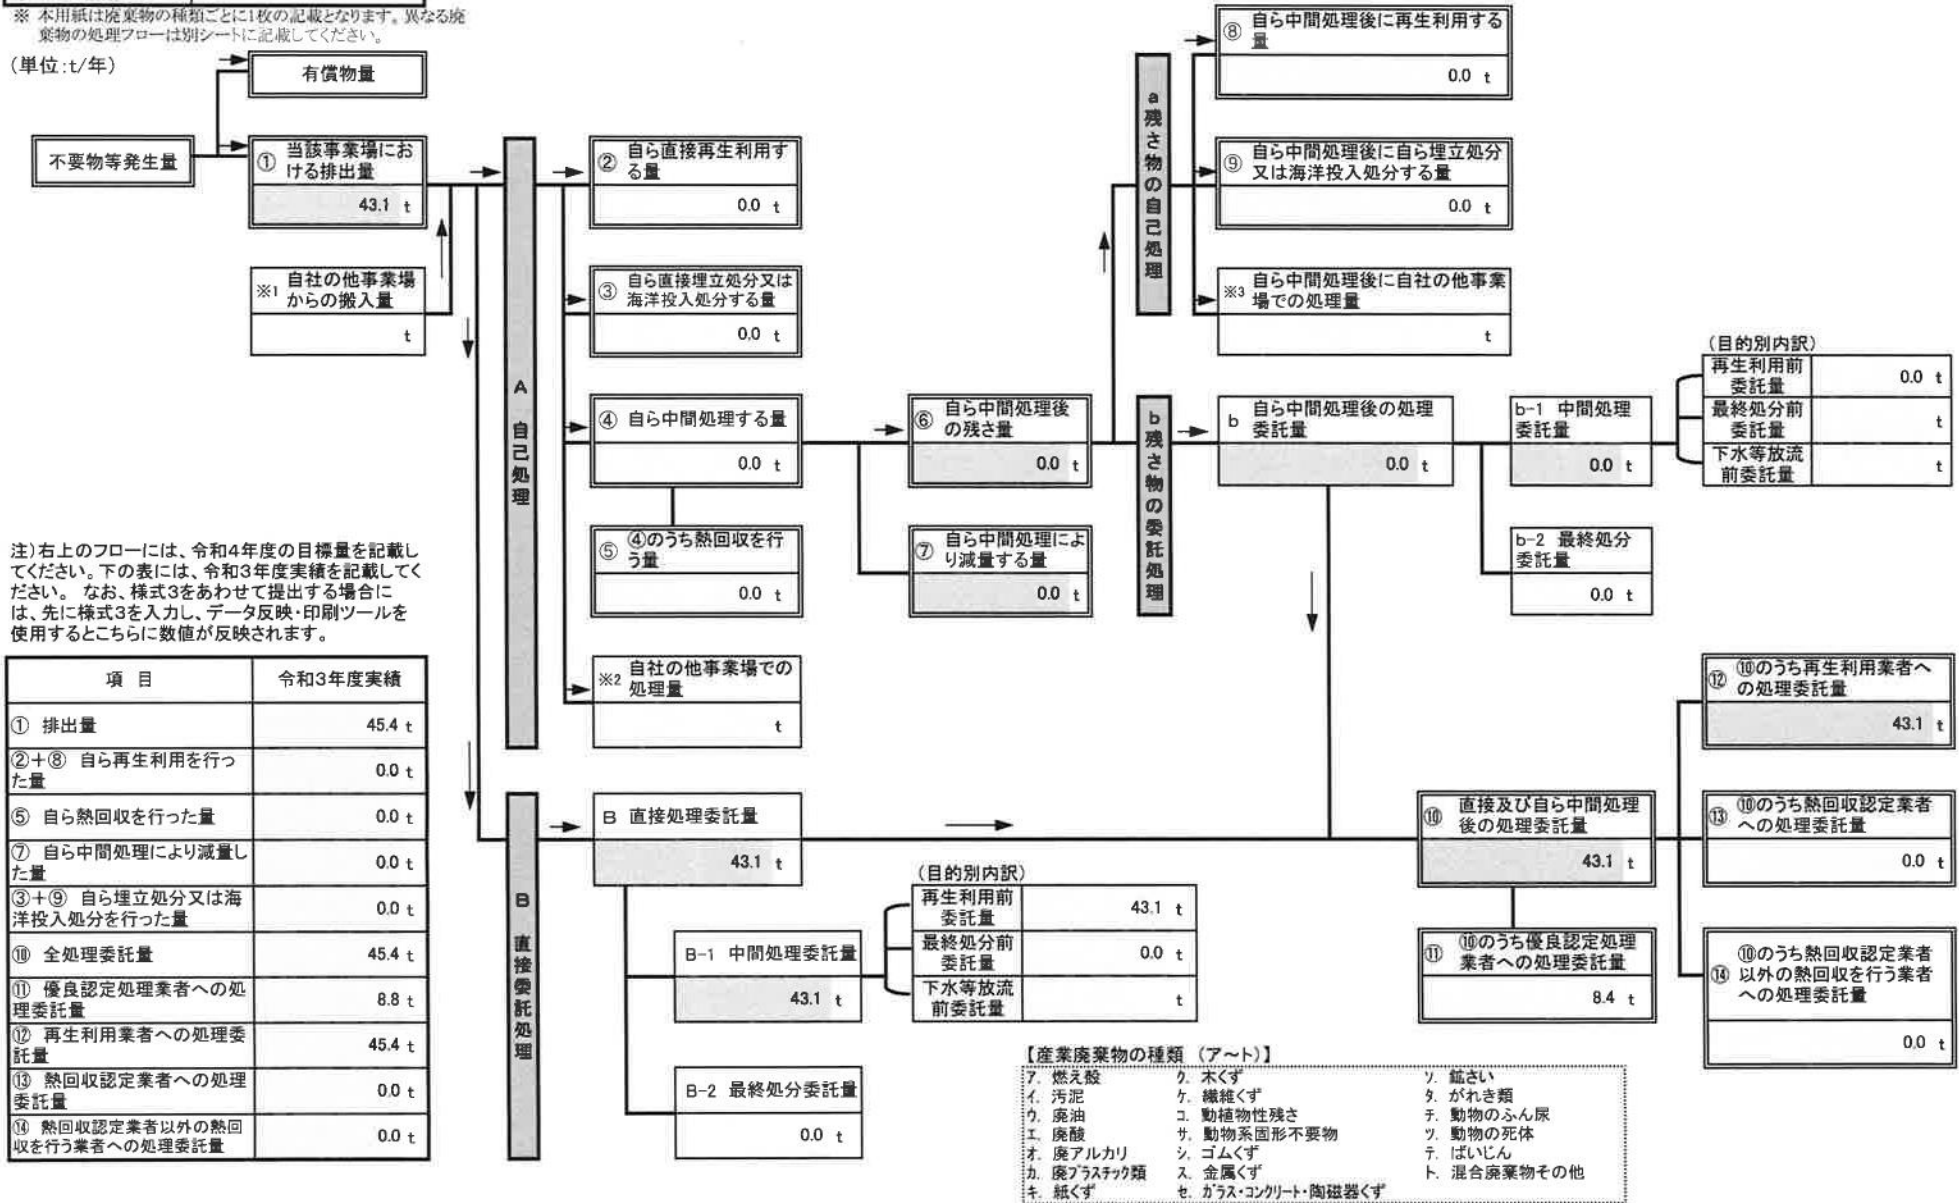 ※ 本用紙は廃棄物の種類ごとに1枚の記載となります。異なる廃
棄物の処理フローは別シートに記載してください。
(単位:t/年)
有償物量
不要物等発生量
① 当該事業場にお
ける排出量
43.1 t
※1 自社の他事業場
からの搬入量
t
A 自己処理
② 自ら直接再生利用す
る量
0.0 t
③ 自ら直接埋立処分又は
海洋投入処分する量
0.0 t
④ 自ら中間処理する量
0.0 t
⑤ ④のうち熱回収を行
う量
0.0 t
※2 自社の他事業場での
処理量
t
⑥ 自ら中間処理後
の残さ量
0.0 t
⑦ 自ら中間処理によ
り減量する量
0.0 t
a 残さ物の自己処理
⑧ 自ら中間処理後に再生利用する
量
0.0 t
⑨ 自ら中間処理後に自ら埋立処分
又は海洋投入処分する量
0.0 t
※3 自ら中間処理後に自社の他事業
場での処理量
t
b 残さ物の委託処理
b 自ら中間処理後の処理
委託量
0.0 t
b-1 中間処理
委託量
0.0 t
(目的別内訳)
再生利用前
委託量
0.0 t
最終処分前
委託量
t
下水等放流
前委託量
t
b-2 最終処分
委託量
0.0 t
注)右上のフローには、令和4年度の目標量を記載し
てください。下の表には、令和3年度実績を記載してく
ださい。 なお、様式3をあわせて提出する場合に
は、先に様式3を入力し、データ反映・印刷ツールを
使用するとこちらに数値が反映されます。
項 目 令和3年度実績
① 排出量 45.4 t
②+⑧ 自ら再生利用を行っ
た量 0.0 t
⑤ 自ら熱回収を行った量 0.0 t
⑦ 自ら中間処理により減量し
た量 0.0 t
③+⑨ 自ら埋立処分又は海
洋投入処分を行った量 0.0 t
⑩ 全処理委託量 45.4 t
⑪ 優良認定処理業者への処
理委託量 8.8 t
⑫ 再生利用業者への処理委
託量 45.4 t
⑬ 熱回収認定業者への処理
委託量 0.0 t
⑭ 熱回収認定業者以外の熱回
収を行う業者への処理委託量 0.0 t
B 直接委託処理
B 直接処理委託量
43.1 t
B-1 中間処理委託量
43.1 t
(目的別内訳)
再生利用前
委託量
43.1 t
最終処分前
委託量
0.0 t
下水等放流
前委託量
t
B-2 最終処分委託量
0.0 t
⑩ 直接及び自ら中間処理
後の処理委託量
43.1 t
⑪ ⑩のうち優良認定処理
業者への処理委託量
8.4 t
⑫ ⑩のうち再生利用業者へ
の処理委託量
43.1 t
⑬ ⑩のうち熱回収認定業者
への処理委託量
0.0 t
⑭ ⑩のうち熱回収認定業者
以外の熱回収を行う業者
への処理委託量
0.0 t
【産業廃棄物の種類 (ア～ト)】
ア. 燃え殻 ク. 木くず ソ. 鉱さい
イ. 汚泥 ケ. 繊維くず タ. がれき類
ウ. 廃油 コ. 動植物性残さ チ. 動物のふん尿
エ. 廃酸 サ. 動物系固形不要物 ツ. 動物の死体
オ. 廃アルカリ シ. ゴムくず テ. ばいじん
カ. 廃プラスチック類 ス. 金属くず ト. 混合廃棄物その他
キ. 紙くず セ. ガラス・コンクリート・陶磁器くず